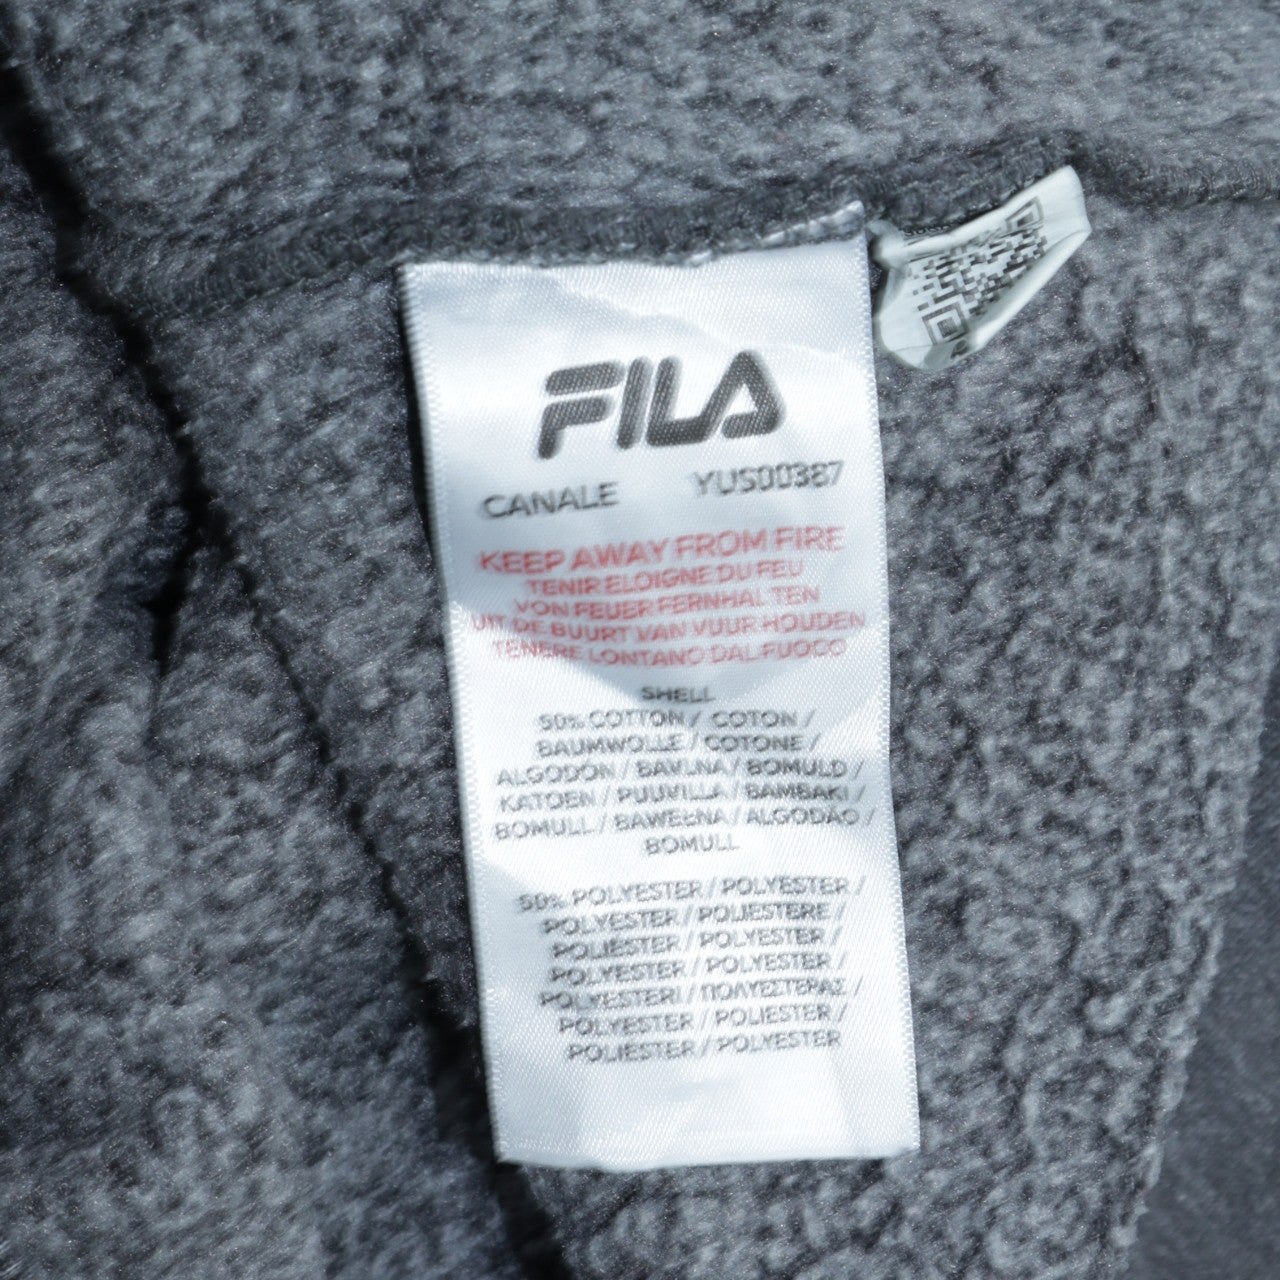 FILA
CANALE YUS00387
KEEP AWAY FROM FIRE
TENIR ELOIGNE DU FEU
VON FEUER FERNHALTEN
UIT DE BUURT VAN VUUR HOUDEN
TENERE LONTANO DAL FUOCO
SHELL
50% COTTON / COTON /
BAUMWOLLE / COTONE /
ALGODÓN / BAVLNA / BOMULD /
KATOEN / PUUVILLA / BAMBAKI /
BOMULL / BAWEŁNA / ALGODAO /
BOMULL
50% POLYESTER / POLYESTER /
POLYESTER / POLIESTERE /
POLIÉSTER / POLYESTER /
POLYESTER / POLYESTER /
POLYESTERI / ΠΟΛΥΕΣΤΕΡΑΣ /
POLYESTER / POLIESTER /
POLIESTER / POLYESTER